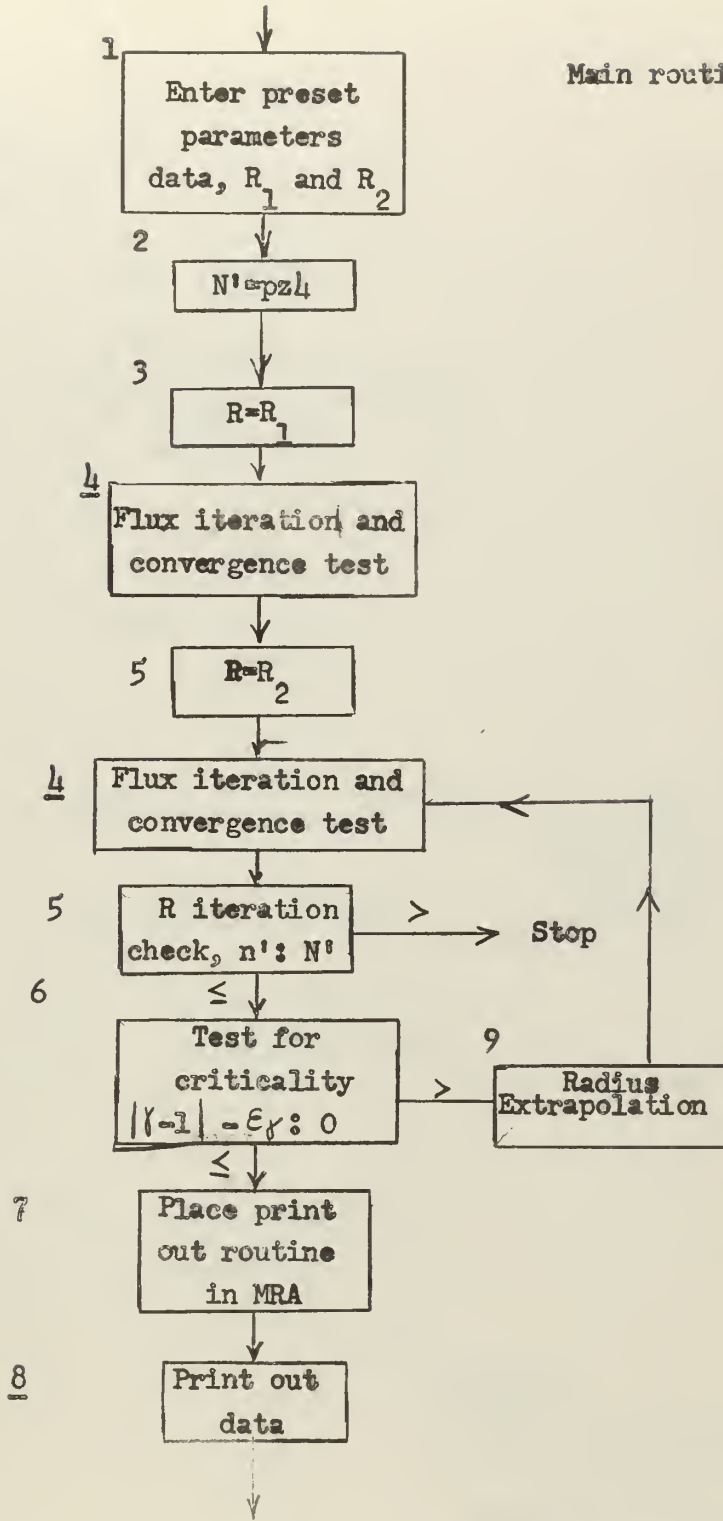 1
Main routi
Enter preset
parameters
data, R1 and R2
2
N'=pz4
3
R=R1
4
Flux iteration and
convergence test
5
R=R2
4
Flux iteration and
convergence test
5
R iteration
check, n': N'
>
Stop
≤
6
Test for
criticality
|γ-1| - εγ: 0
>
9
Radius
Extrapolation
≤
7
Place print
out routine
in MRA
8
Print out
data